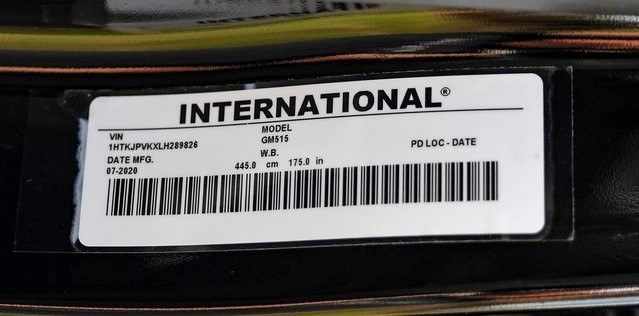 INTERNATIONAL®
VIN MODEL
1HTKJPVKXLH289826 GM515
DATE MFG. W.B. PD LOC - DATE
07-2020 445.0 cm 175.0 in